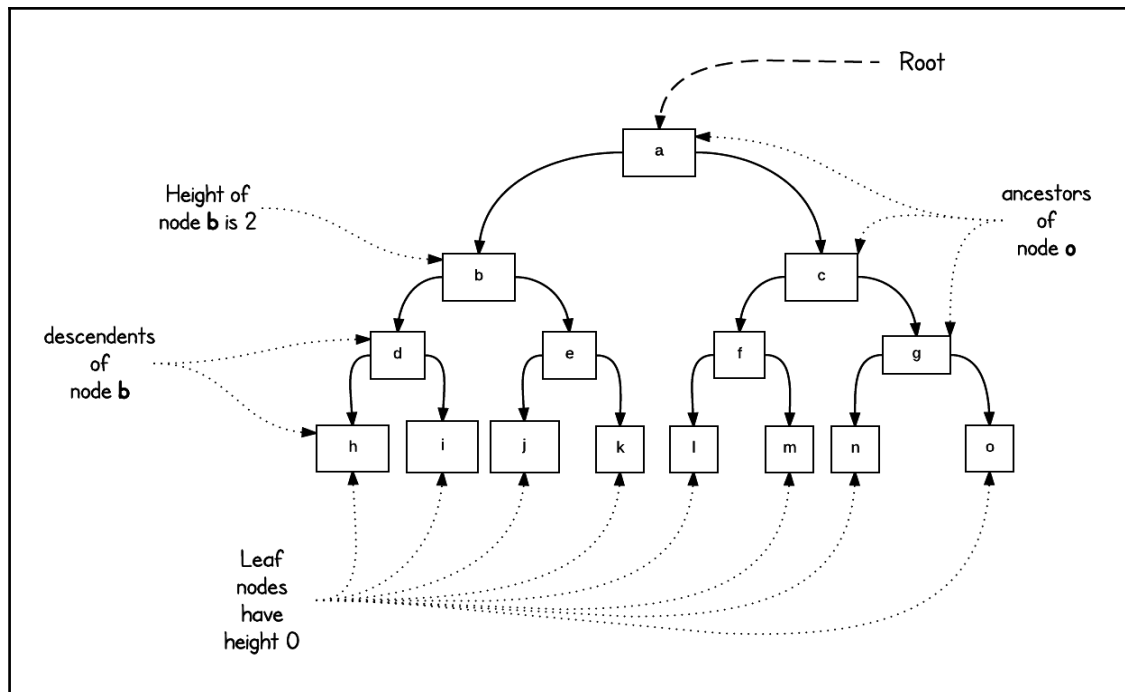 Root
a
Height of
node b is 2
ancestors
of
node o
b
c
descendents
of
node b
d
e
f
g
h
i
j
k
l
m
n
o
Leaf
nodes
have
height 0